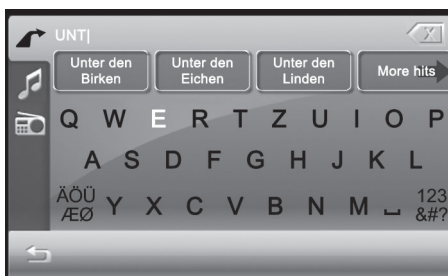 UNT|
Unter den Birken
Unter den Eichen
Unter den Linden
More hits
Q W E R T Z U I O P
A S D F G H J K L
ÄÖÜ ÆØ Y X C V B N M ⎵ 123 &#?